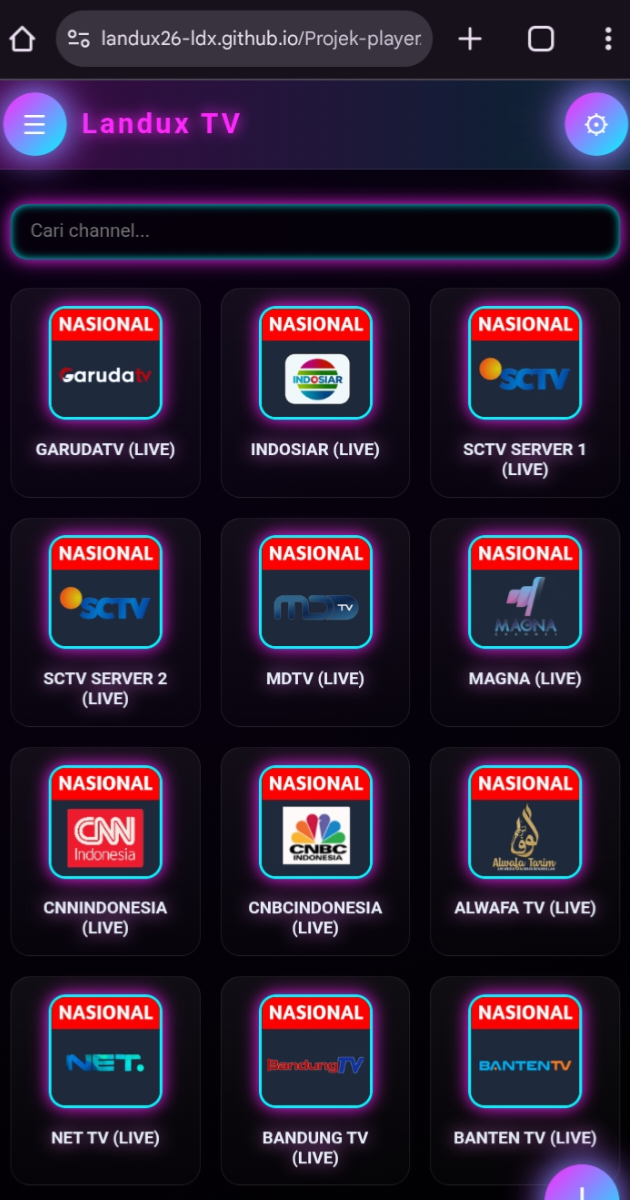 landux26-ldx.github.io/Projek-player.
Landux TV
Cari channel...
NASIONAL
NASIONAL
NASIONAL
Garudatv
INDOSIAR
SCTV
GARUDATV (LIVE)
INDOSIAR (LIVE)
SCTV SERVER 1
(LIVE)
NASIONAL
NASIONAL
NASIONAL
SCTV
MDTV
MAGNA
CHANNEL
SCTV SERVER 2
(LIVE)
MDTV (LIVE)
MAGNA (LIVE)
NASIONAL
NASIONAL
NASIONAL
CNN
Indonesia
CNBC
INDONESIA
Alwafa Tarim
CNNINDONESIA
(LIVE)
CNBCINDONESIA
(LIVE)
ALWAFA TV (LIVE)
NASIONAL
NASIONAL
NASIONAL
NET.
BandungTV
BANTENTV
NET TV (LIVE)
BANDUNG TV
(LIVE)
BANTEN TV (LIVE)